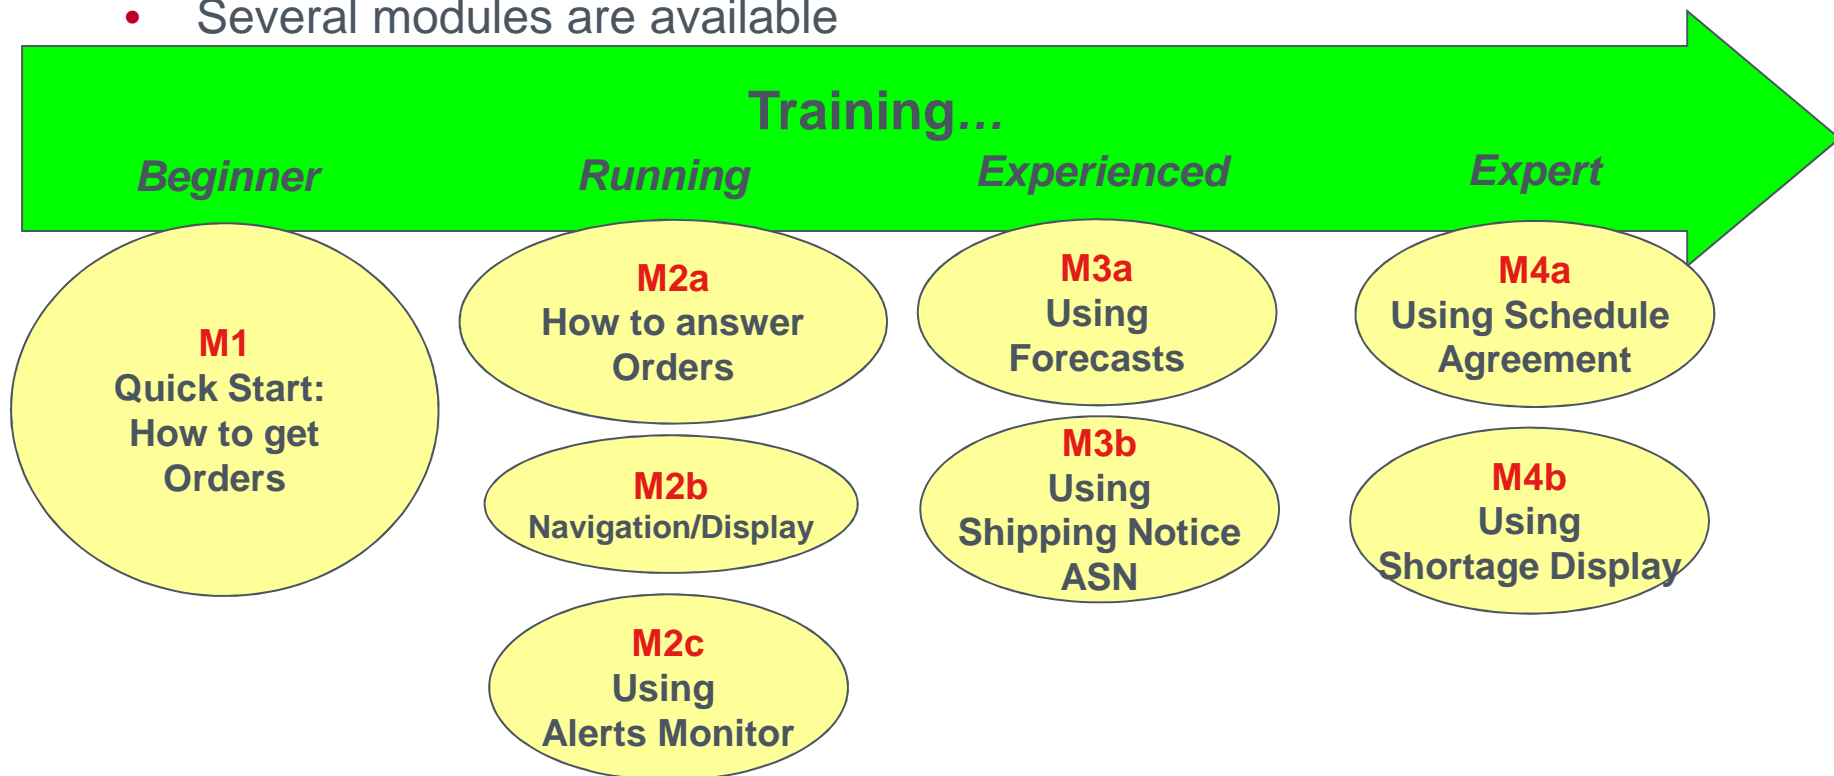 • Several modules are available
Training...
Beginner
Running
Experienced
Expert
M1
Quick Start:
How to get
Orders
M2a
How to answer
Orders
M2b
Navigation/Display
M2c
Using
Alerts Monitor
M3a
Using
Forecasts
M3b
Using
Shipping Notice
ASN
M4a
Using Schedule
Agreement
M4b
Using
Shortage Display